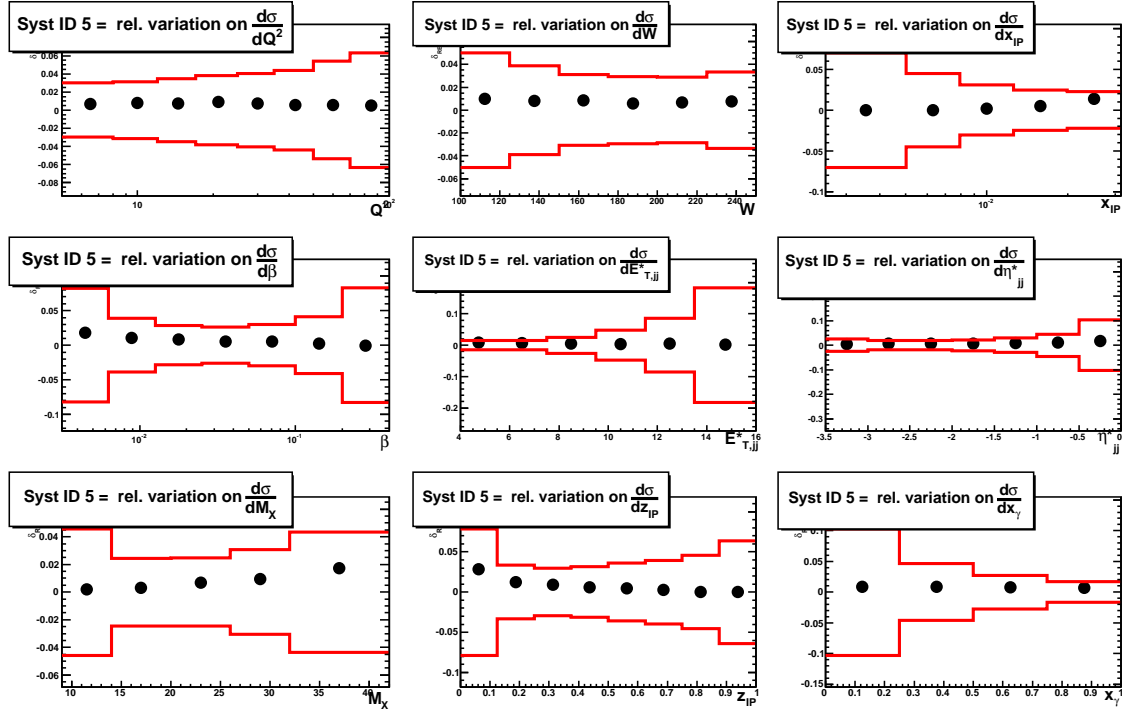 Syst ID 5 = rel. variation on dσ/dQ²
0.06
0.04
0.02
0
-0.02
-0.04
-0.06
-0.08
10
Q²
Syst ID 5 = rel. variation on dσ/dW
0.04
0.02
0
-0.02
-0.04
-0.06
100 120 140 160 180 200 220 240
W
Syst ID 5 = rel. variation on dσ/dx_IP
0.05
0
-0.05
-0.1
10⁻²
x_IP
Syst ID 5 = rel. variation on dσ/dβ
0.05
0
-0.05
-0.1
10⁻² 10⁻¹
β
Syst ID 5 = rel. variation on dσ/dE*_T,jj
0.1
0
-0.1
-0.2
4 6 8 10 12 14 16
E*_T,jj
Syst ID 5 = rel. variation on dσ/dη*_jj
0.1
0
-0.1
-0.2
-0.3
-3.5 -3 -2.5 -2 -1.5 -1 -0.5 0
η*_jj
Syst ID 5 = rel. variation on dσ/dM_X
0.04
0.02
0
-0.02
-0.04
-0.06
10 15 20 25 30 35 40
M_X
Syst ID 5 = rel. variation on dσ/dz_IP
0.05
0
-0.05
-0.1
0 0.1 0.2 0.3 0.4 0.5 0.6 0.7 0.8 0.9 1
z_IP
Syst ID 5 = rel. variation on dσ/dx_γ
0.1
0.05
0
-0.05
-0.1
-0.15
0 0.1 0.2 0.3 0.4 0.5 0.6 0.7 0.8 0.9 1
x_γ